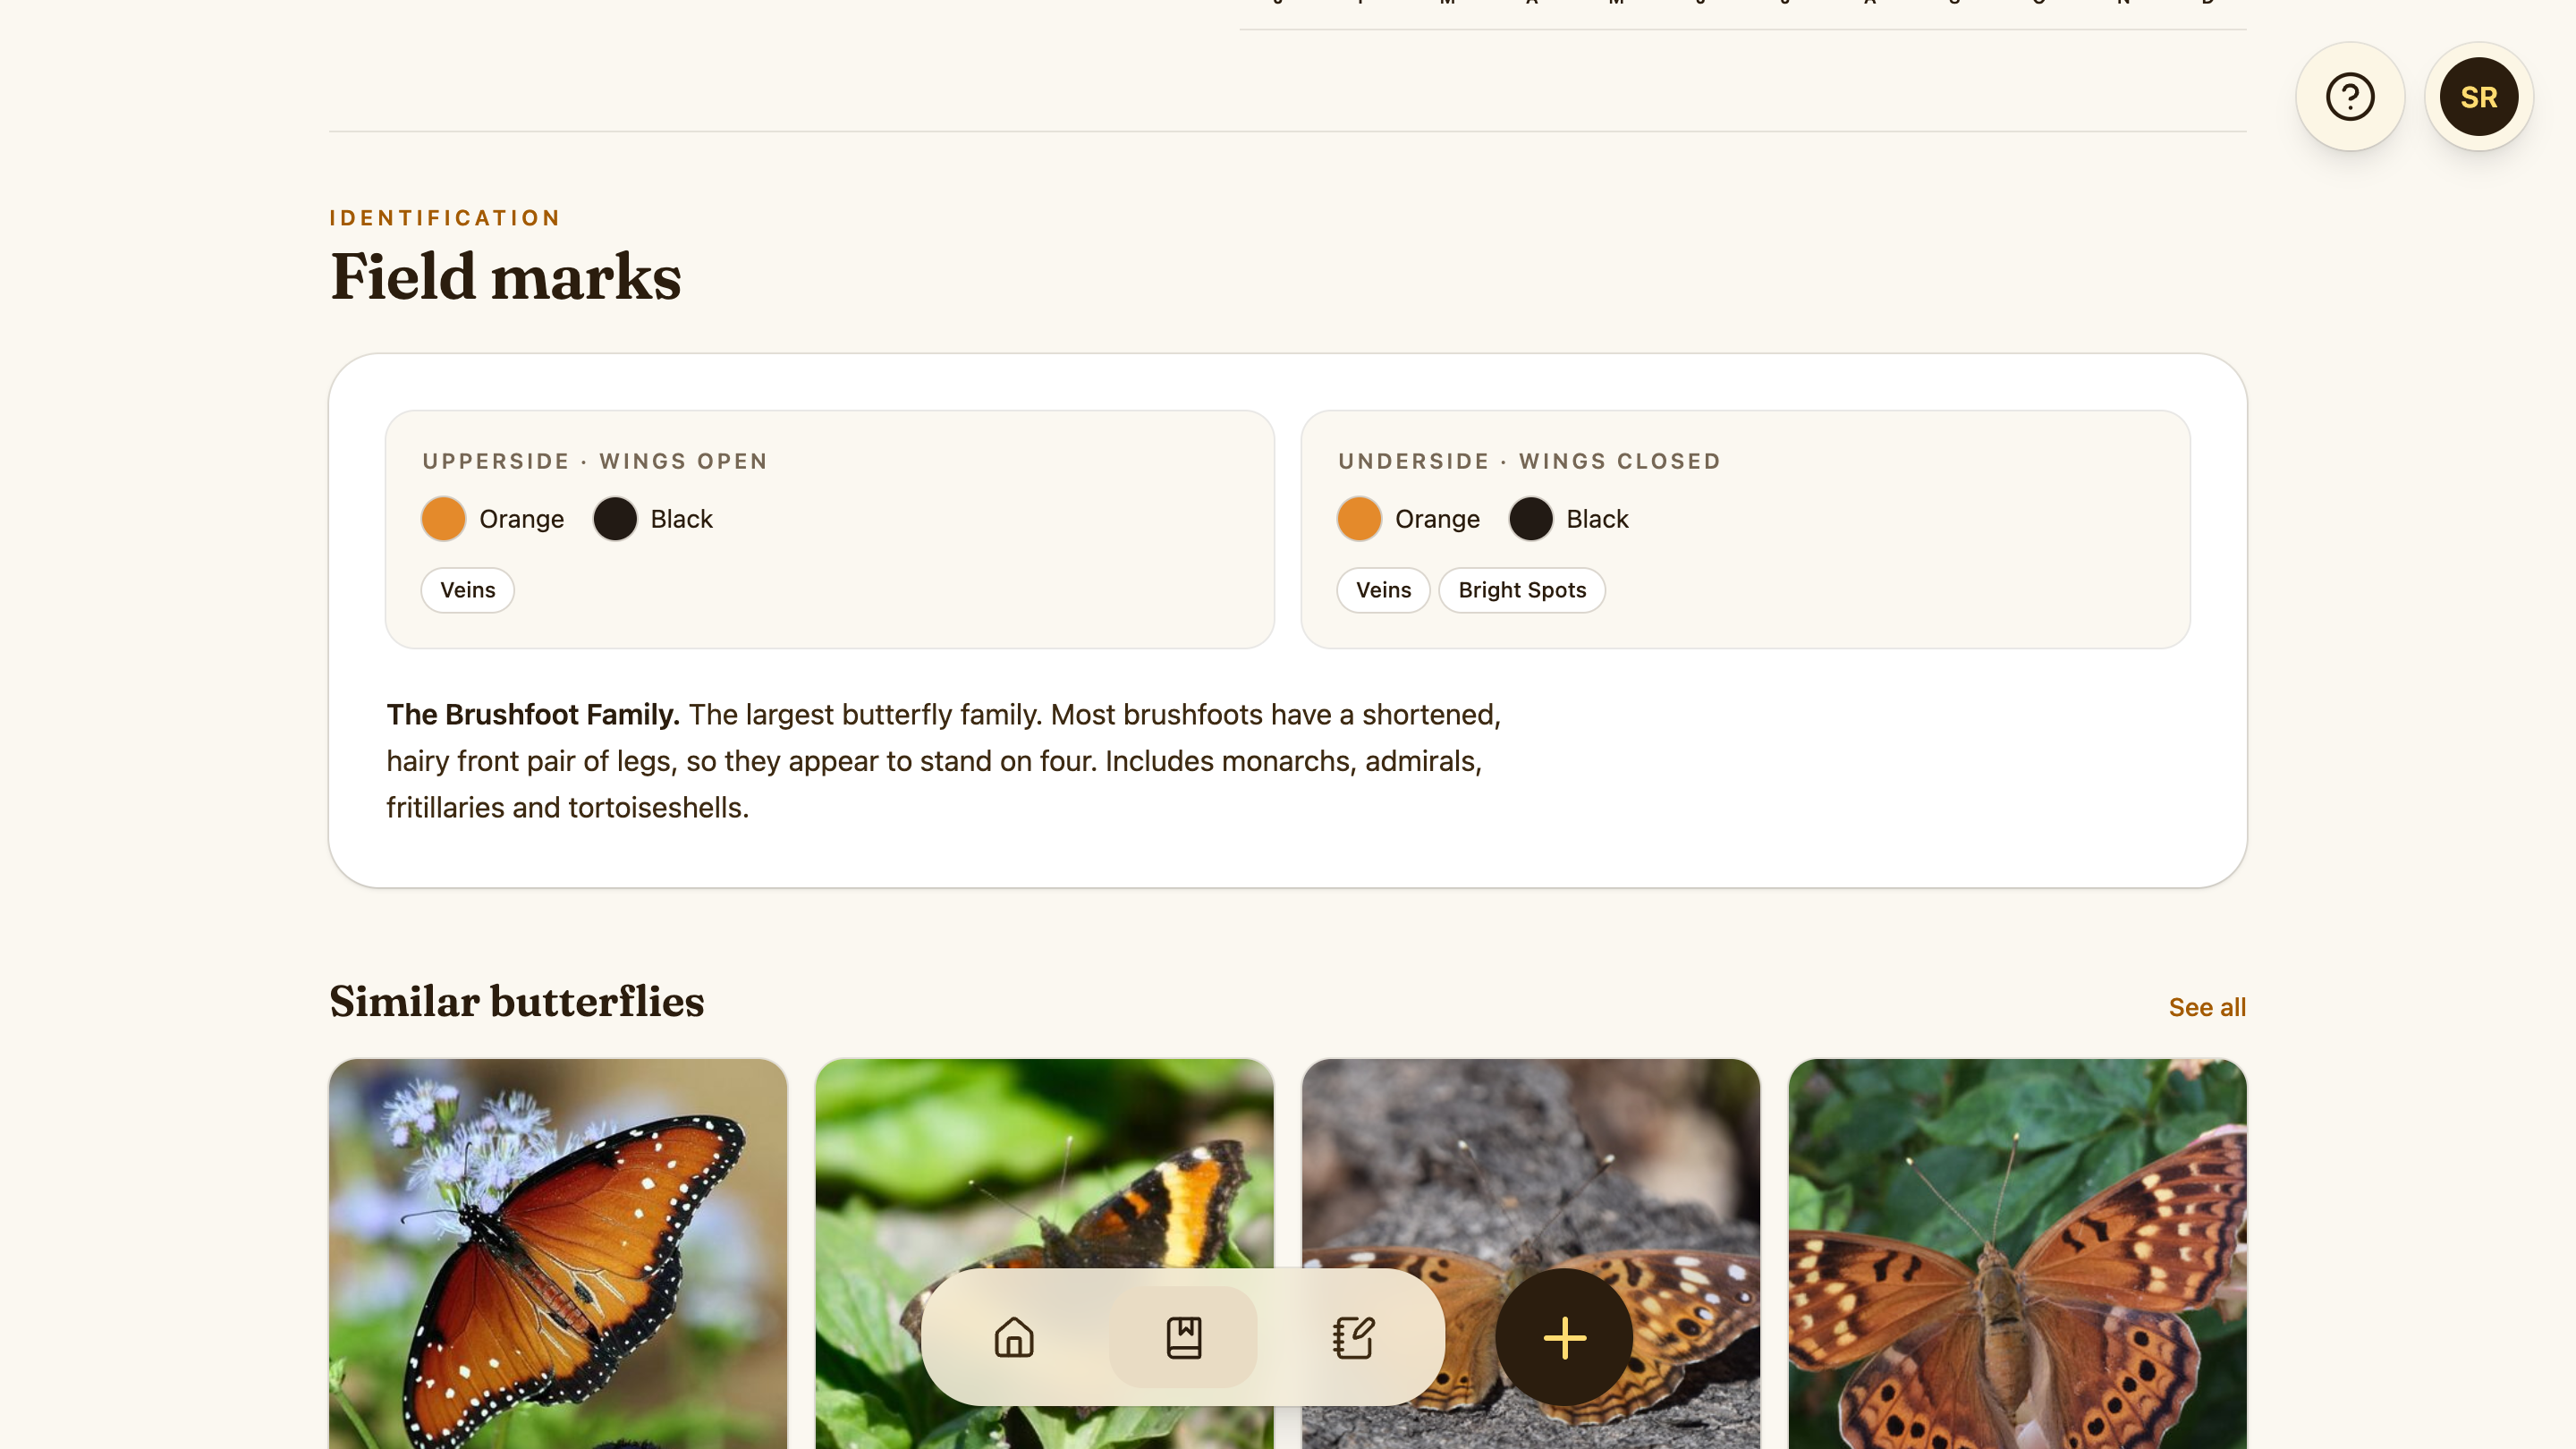 J F M A M J J A S O N D
SR
IDENTIFICATION
Field marks
UPPERSIDE · WINGS OPEN
Orange Black
Veins
UNDERSIDE · WINGS CLOSED
Orange Black
Veins Bright Spots
The Brushfoot Family. The largest butterfly family. Most brushfoots have a shortened,
hairy front pair of legs, so they appear to stand on four. Includes monarchs, admirals,
fritillaries and tortoiseshells.
Similar butterflies
See all